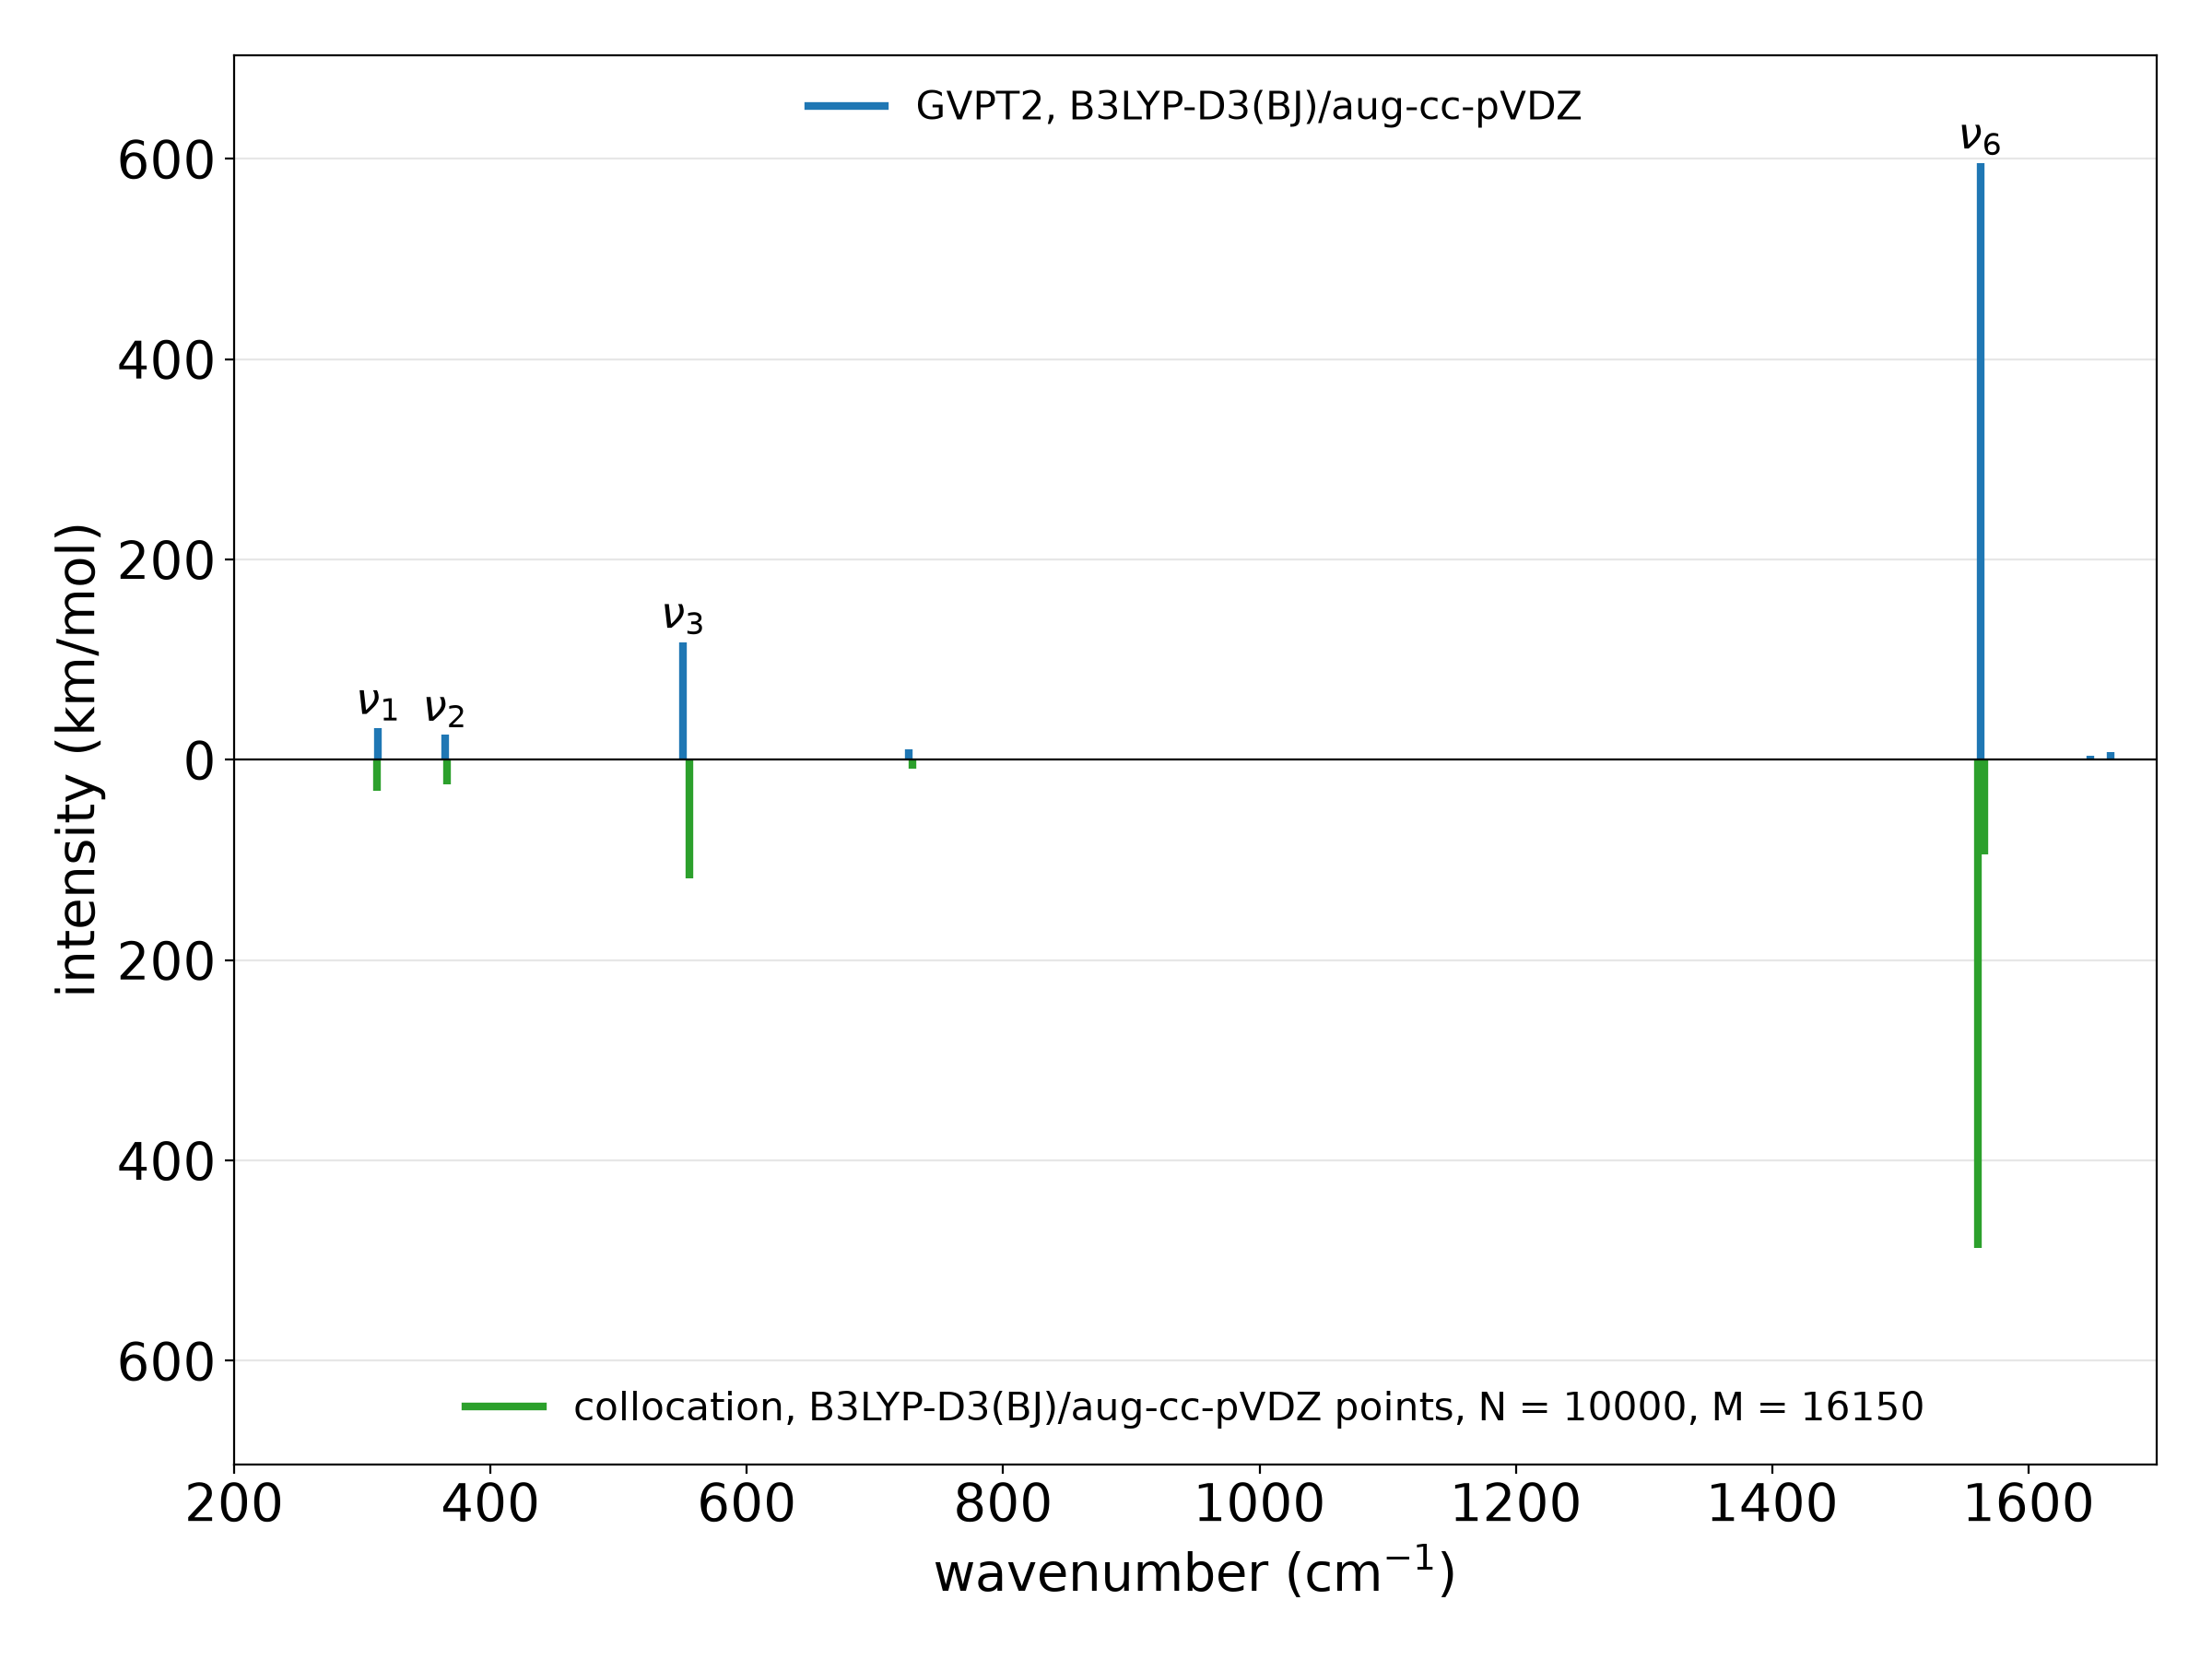 GVPT2, B3LYP-D3(BJ)/aug-cc-pVDZ
ν₆
600
400
200
ν₃
ν₁
ν₂
0
200
400
600
intensity (km/mol)
collocation, B3LYP-D3(BJ)/aug-cc-pVDZ points, N = 10000, M = 16150
200 400 600 800 1000 1200 1400 1600
wavenumber (cm⁻¹)